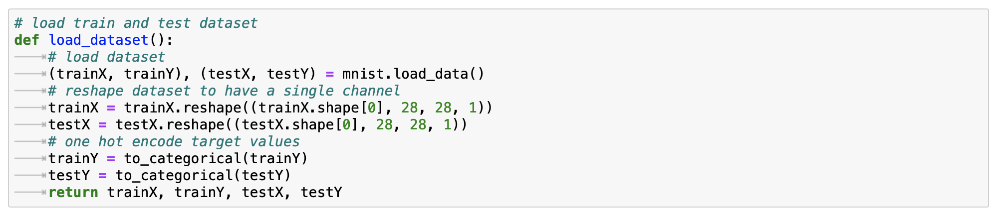 # load train and test dataset
def load_dataset():
	# load dataset
	(trainX, trainY), (testX, testY) = mnist.load_data()
	# reshape dataset to have a single channel
	trainX = trainX.reshape((trainX.shape[0], 28, 28, 1))
	testX = testX.reshape((testX.shape[0], 28, 28, 1))
	# one hot encode target values
	trainY = to_categorical(trainY)
	testY = to_categorical(testY)
	return trainX, trainY, testX, testY